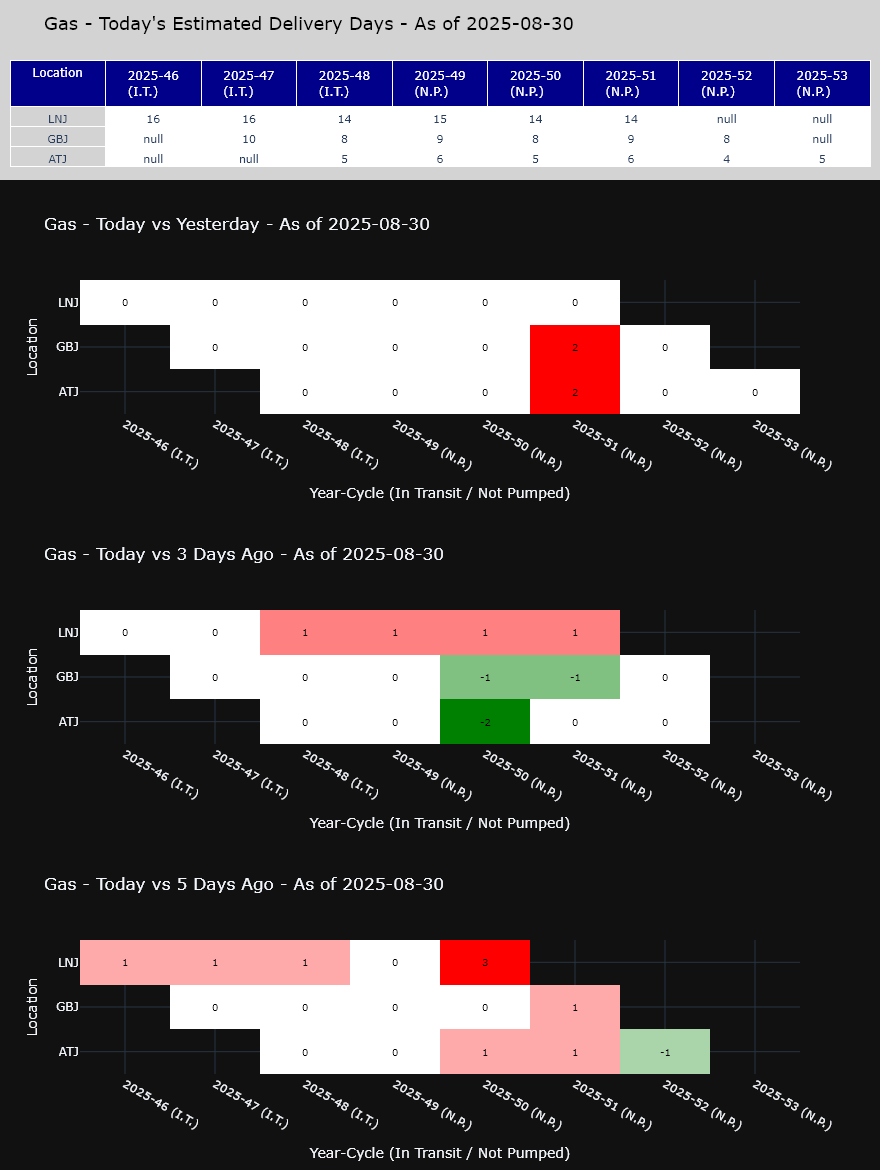 Gas - Today's Estimated Delivery Days - As of 2025-08-30
Location 2025-46 (I.T.) 2025-47 (I.T.) 2025-48 (I.T.) 2025-49 (N.P.) 2025-50 (N.P.) 2025-51 (N.P.) 2025-52 (N.P.) 2025-53 (N.P.)
LNJ 16 16 14 15 14 14 null null
GBJ null 10 8 9 8 9 8 null
ATJ null null 5 6 5 6 4 5
Gas - Today vs Yesterday - As of 2025-08-30
Location
LNJ 0 0 0 0 0 0
GBJ 0 0 0 0 2 0
ATJ 0 0 0 2 0 0
2025-46 (I.T.) 2025-47 (I.T.) 2025-48 (I.T.) 2025-49 (N.P.) 2025-50 (N.P.) 2025-51 (N.P.) 2025-52 (N.P.) 2025-53 (N.P.)
Year-Cycle (In Transit / Not Pumped)
Gas - Today vs 3 Days Ago - As of 2025-08-30
Location
LNJ 0 0 1 1 1 1
GBJ 0 0 0 -1 -1 0
ATJ 0 0 -2 0 0
2025-46 (I.T.) 2025-47 (I.T.) 2025-48 (I.T.) 2025-49 (N.P.) 2025-50 (N.P.) 2025-51 (N.P.) 2025-52 (N.P.) 2025-53 (N.P.)
Year-Cycle (In Transit / Not Pumped)
Gas - Today vs 5 Days Ago - As of 2025-08-30
Location
LNJ 1 1 1 0 3
GBJ 0 0 0 0 1
ATJ 0 0 1 1 -1
2025-46 (I.T.) 2025-47 (I.T.) 2025-48 (I.T.) 2025-49 (N.P.) 2025-50 (N.P.) 2025-51 (N.P.) 2025-52 (N.P.) 2025-53 (N.P.)
Year-Cycle (In Transit / Not Pumped)